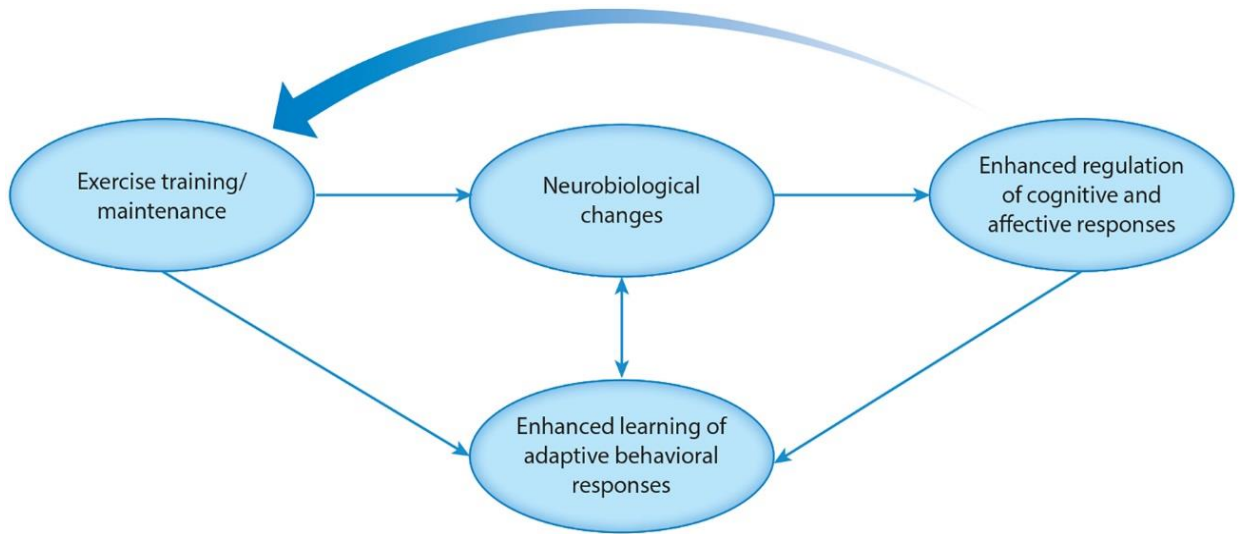 Exercise training/
maintenance
Neurobiological
changes
Enhanced regulation
of cognitive and
affective responses
Enhanced learning of
adaptive behavioral
responses